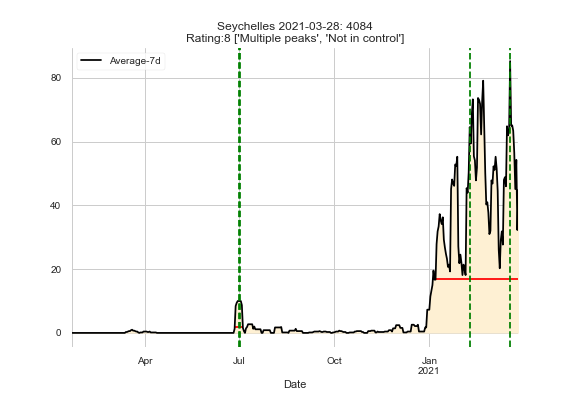 Seychelles 2021-03-28: 4084
Rating:8 ['Multiple peaks', 'Not in control']
Average-7d
80
60
40
20
0
Apr
Jul
Oct
Jan
2021
Date